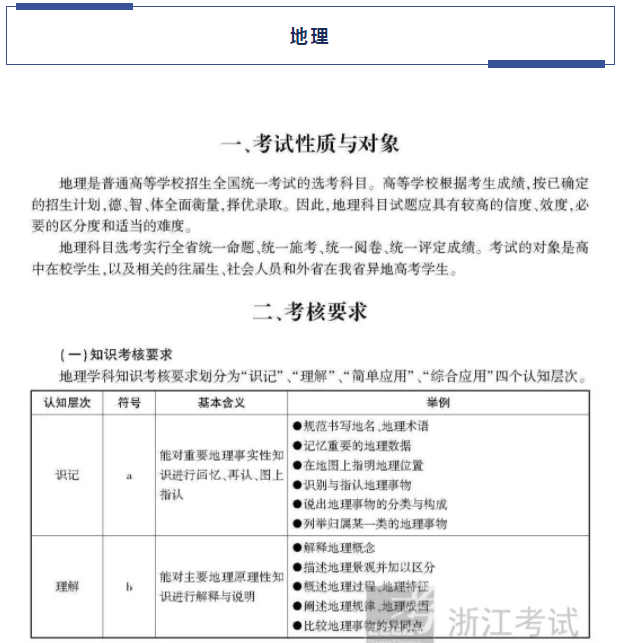 地理
一、考试性质与对象
地理是普通高等学校招生全国统一考试的选考科目。高等学校根据考生成绩,按已确定
的招生计划,德、智、体全面衡量,择优录取。因此,地理科目试题应具有较高的信度、效度,必
要的区分度和适当的难度。
地理科目选考实行全省统一命题、统一施考、统一阅卷、统一评定成绩。考试的对象是高
中在校学生,以及相关的往届生、社会人员和外省在我省异地高考学生。
二、考核要求
(一)知识考核要求
地理学科知识考核要求划分为“识记”、“理解”、“简单应用”、“综合应用”四个认知层次。
认知层次 符号 基本含义 举例
识记 a 能对重要地理事实性知
识进行回忆、再认、图上
指认
●规范书写地名、地理术语
●记忆重要的地理数据
●在地图上指明地理位置
●识别与指认地理事物
●说出地理事物的分类与构成
●列举归属某一类的地理事物
理解 b 能对主要地理原理性知
识进行解释与说明
●解释地理概念
●描述地理景观并加以区分
●概述地理过程、地理特征
●阐述地理规律、地理成因
●比较地理事物的异同点
浙江考试